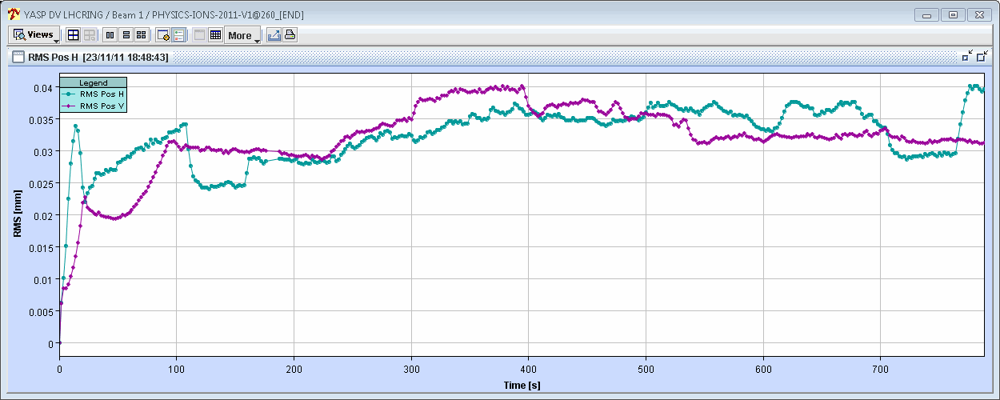 YASP DV LHCRING / Beam 1 / PHYSICS-IONS-2011-V1@260_[END]
Views More
RMS Pos H [23/11/11 18:48:43]
Legend
RMS Pos H
RMS Pos V
0.04
0.035
0.03
0.025
0.02
0.015
0.01
0.005
0
RMS [mm]
0 100 200 300 400 500 600 700
Time [s]